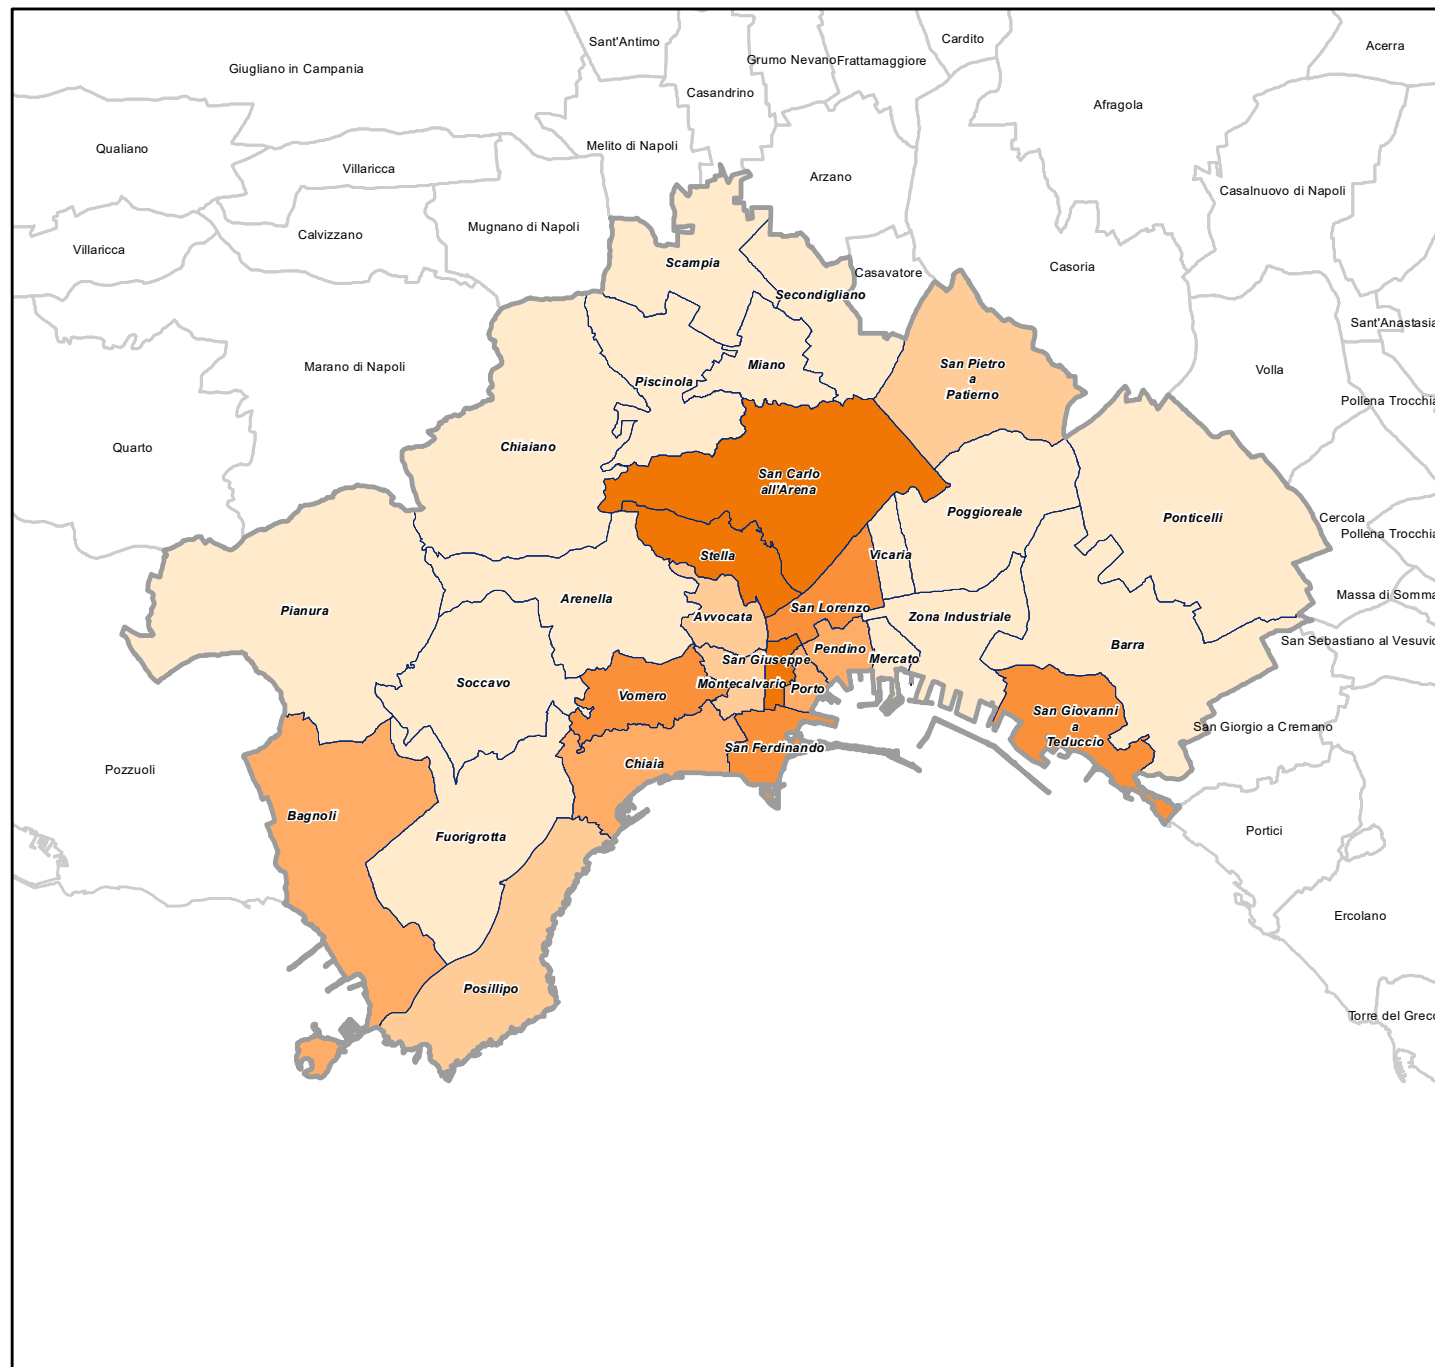 Sant'Antimo
Cardito
Acerra
Giugliano in Campania
Grumo Nevano
Frattamaggiore
Casandrino
Afragola
Qualiano
Melito di Napoli
Villaricca
Arzano
Casalnuovo di Napoli
Mugnano di Napoli
Calvizzano
Villaricca
Scampia
Casavatore
Casoria
Secondigliano
Sant'Anastasia
Marano di Napoli
San Pietro
a
Patierno
Miano
Volla
Piscinola
Pollena Trocchia
Quarto
Chiaiano
San Carlo
all'Arena
Poggioreale
Ponticelli
Cercola
Pollena Trocchia
Stella
Vicaria
Massa di Somma
Pianura
Arenella
San Lorenzo
Avvocata
Zona Industriale
San Sebastiano al Vesuvio
Barra
Pendino
San Giuseppe
Mercato
Soccavo
Montecalvario
Porto
Vomero
San Giovanni
a
Teduccio
San Giorgio a Cremano
San Ferdinando
Chiaia
Pozzuoli
Bagnoli
Fuorigrotta
Portici
Ercolano
Posillipo
Torre del Greco